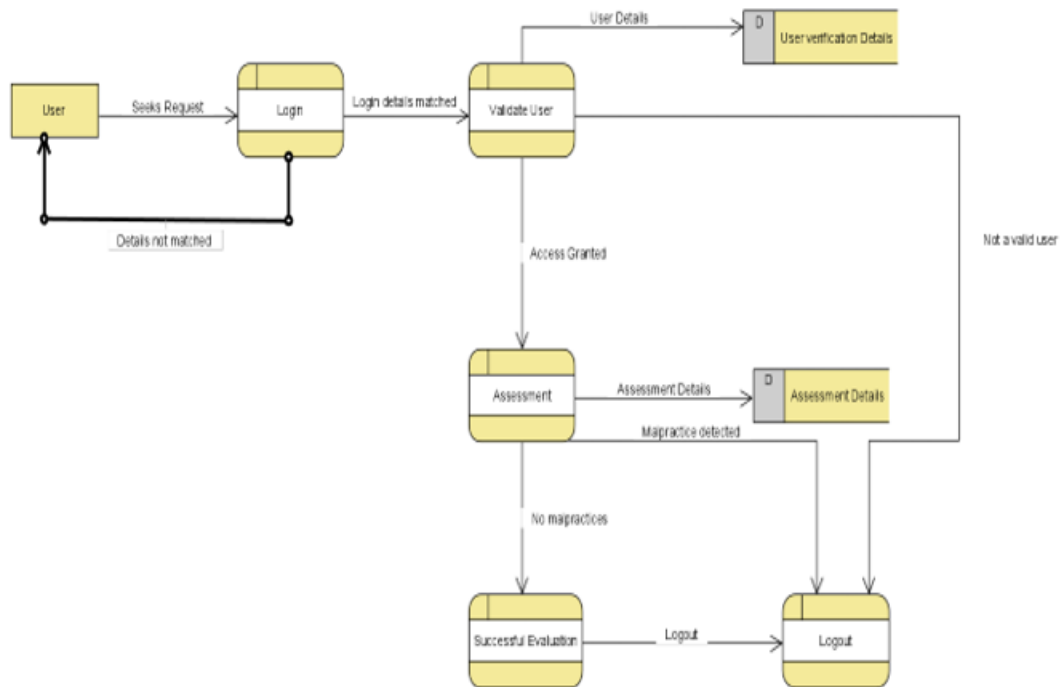 User Details
D
User verification Details
User
Seeks Request
Login
Login details matched
Validate User
Details not matched
Not a valid user
Access Granted
Assessment
Assessment Details
D
Assessment Details
Malpractice detected
No malpractices
Successful Evaluation
Logout
Logout